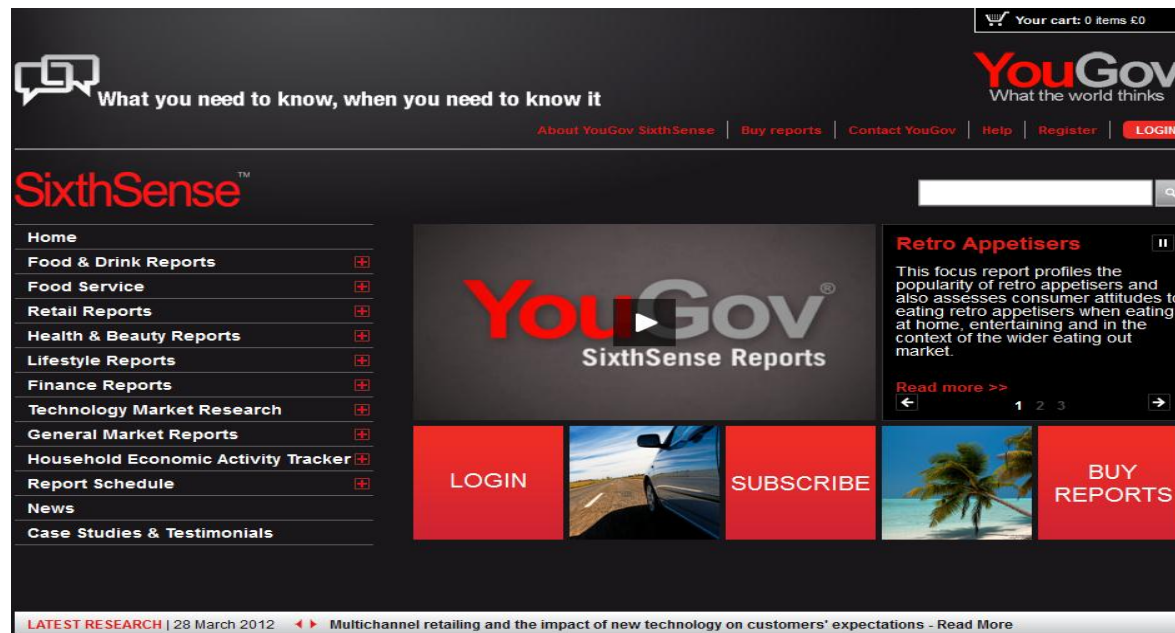 Your cart: 0 items £0
What you need to know, when you need to know it
YouGov
What the world thinks
About YouGov SixthSense | Buy reports | Contact YouGov | Help | Register | LOGIN
SixthSense™
Home
Food & Drink Reports
Food Service
Retail Reports
Health & Beauty Reports
Lifestyle Reports
Finance Reports
Technology Market Research
General Market Reports
Household Economic Activity Tracker
Report Schedule
News
Case Studies & Testimonials
YouGov®
SixthSense Reports
Retro Appetisers
This focus report profiles the
popularity of retro appetisers and
also assesses consumer attitudes to
eating retro appetisers when eating
at home, entertaining and in the
context of the wider eating out
market.
Read more >>
1 2 3
LOGIN
SUBSCRIBE
BUY
REPORTS
LATEST RESEARCH | 28 March 2012 Multichannel retailing and the impact of new technology on customers' expectations - Read More